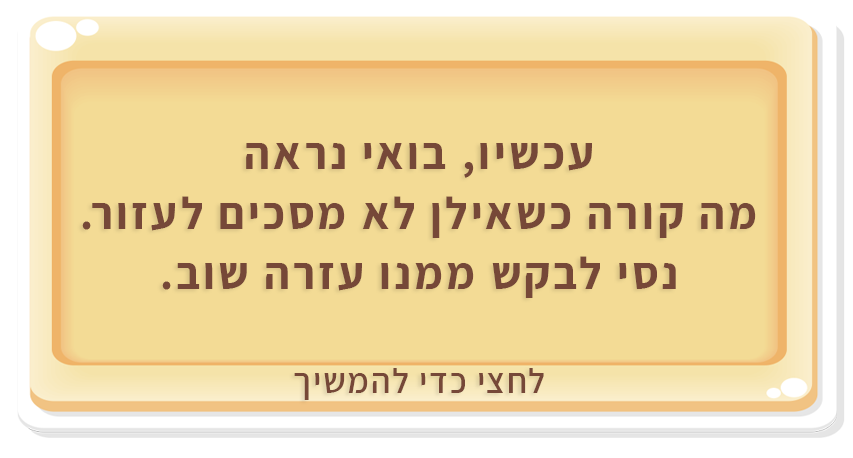 עכשיו, בואי נראה
מה קורה כשאילן לא מסכים לעזור.
נסי לבקש ממנו עזרה שוב.
לחצי כדי להמשיך